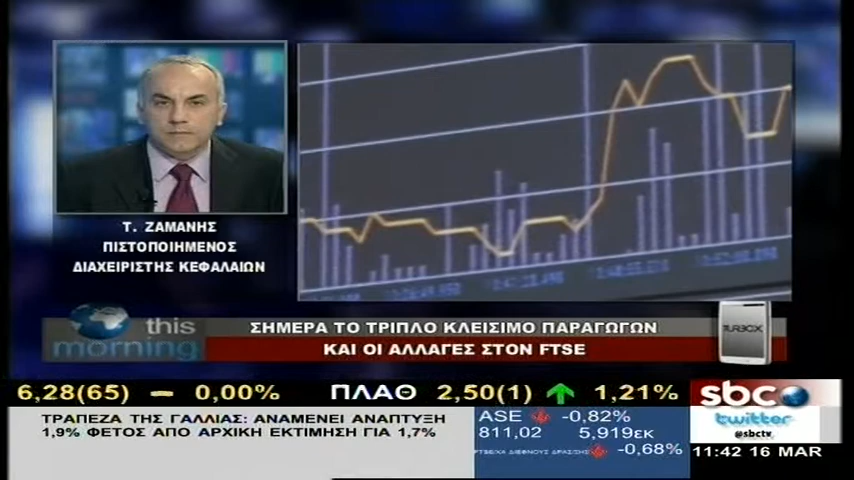 Τ. ΖΑΜΑΝΗΣ
ΠΙΣΤΟΠΟΙΗΜΕΝΟΣ
ΔΙΑΧΕΙΡΙΣΤΗΣ ΚΕΦΑΛΑΙΩΝ
this
morning
ΣΗΜΕΡΑ ΤΟ ΤΡΙΠΛΟ ΚΛΕΙΣΙΜΟ ΠΑΡΑΓΩΓΩΝ
ΚΑΙ ΟΙ ΑΛΛΑΓΕΣ ΣΤΟΝ FTSE
TURBOX
6,28(65) 0,00% ΠΛΑΘ 2,50(1) 1,21%
sbc
ΤΡΑΠΕΖΑ ΤΗΣ ΓΑΛΛΙΑΣ: ΑΝΑΜΕΝΕΙ ΑΝΑΠΤΥΞΗ
1,9% ΦΕΤΟΣ ΑΠΟ ΑΡΧΙΚΗ ΕΚΤΙΜΗΣΗ ΓΙΑ 1,7%
ASE -0,82%
811,02 5,919εκ
-0,68%
twitter
@sbctv
11:42 16 MAR